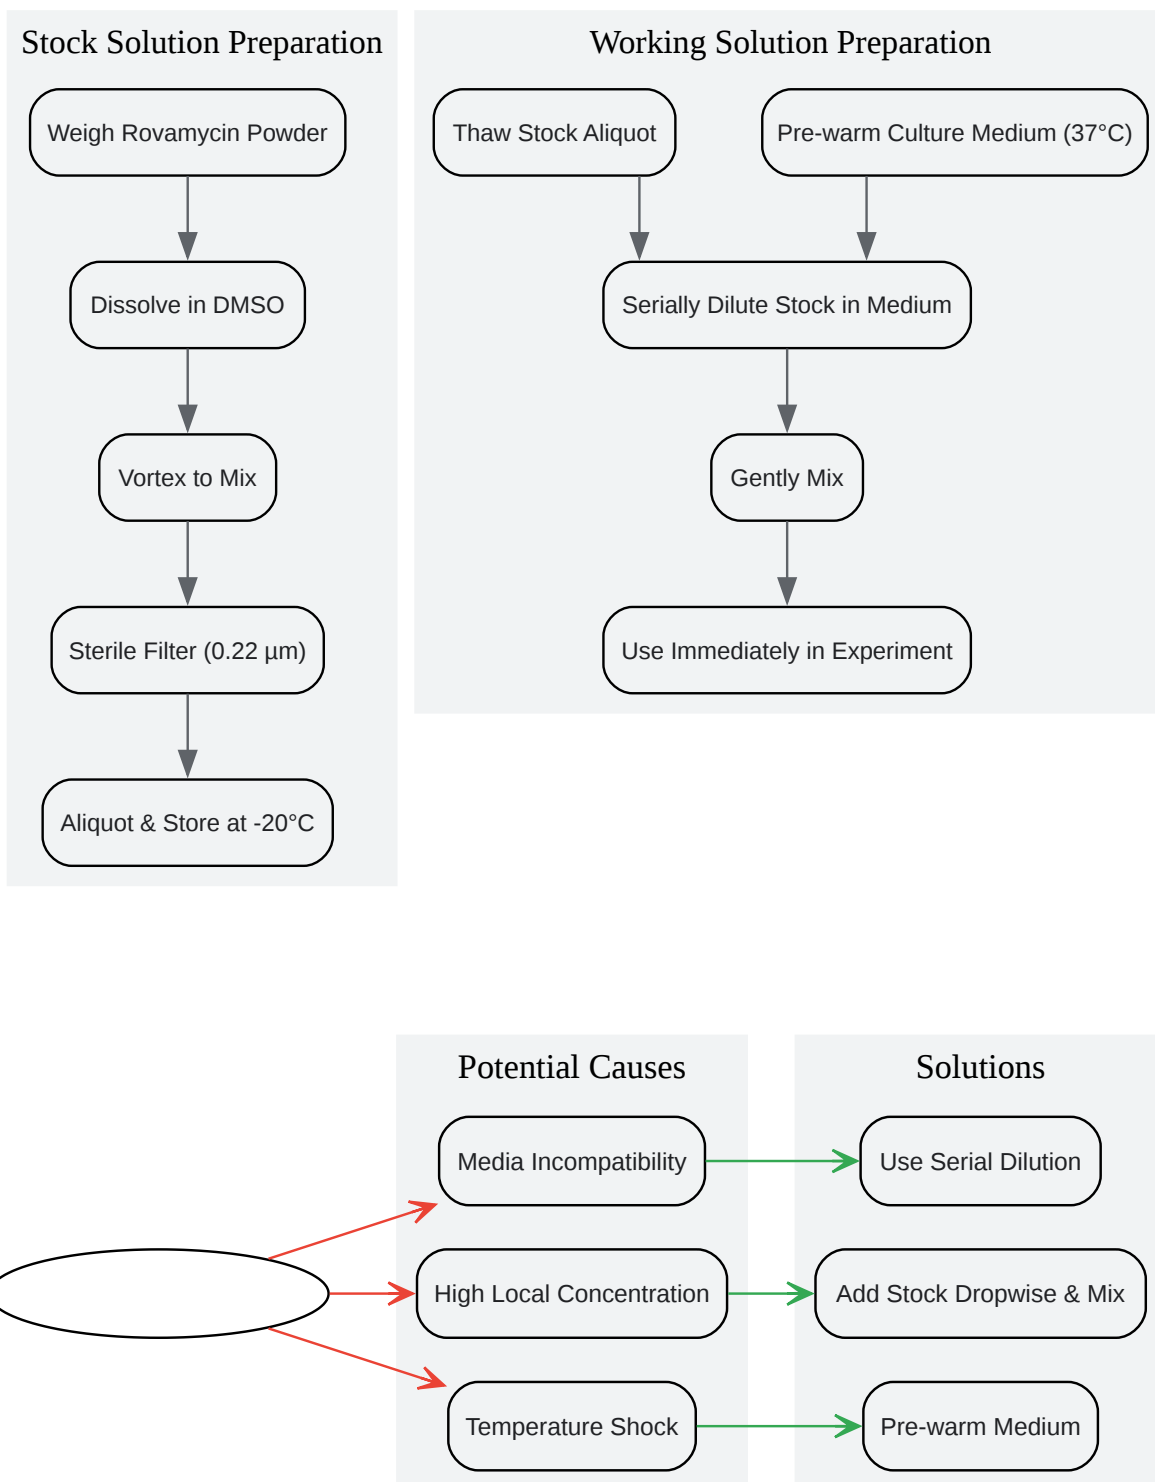 Stock Solution Preparation
Weigh Rovamycin Powder
Dissolve in DMSO
Vortex to Mix
Sterile Filter (0.22 µm)
Aliquot & Store at -20°C
Working Solution Preparation
Thaw Stock Aliquot
Pre-warm Culture Medium (37°C)
Serially Dilute Stock in Medium
Gently Mix
Use Immediately in Experiment
Potential Causes
Media Incompatibility
High Local Concentration
Temperature Shock
Solutions
Use Serial Dilution
Add Stock Dropwise & Mix
Pre-warm Medium